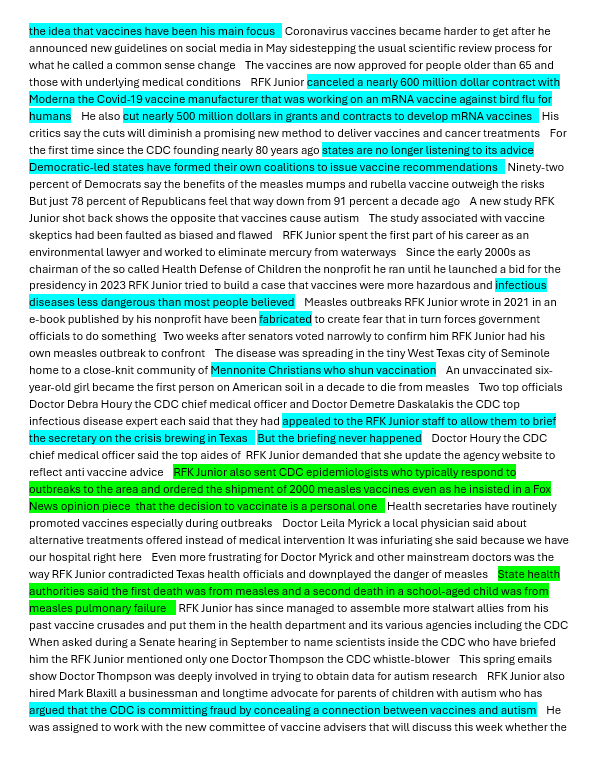 the idea that vaccines have been his main focus   Coronavirus vaccines became harder to get after he
announced new guidelines on social media in May sidestepping the usual scientific review process for
what he called a common sense change   The vaccines are now approved for people older than 65 and
those with underlying medical conditions   RFK Junior canceled a nearly 600 million dollar contract with
Moderna the Covid-19 vaccine manufacturer that was working on an mRNA vaccine against bird flu for
humans   He also cut nearly 500 million dollars in grants and contracts to develop mRNA vaccines   His
critics say the cuts will diminish a promising new method to deliver vaccines and cancer treatments   For
the first time since the CDC founding nearly 80 years ago states are no longer listening to its advice
Democratic-led states have formed their own coalitions to issue vaccine recommendations   Ninety-two
percent of Democrats say the benefits of the measles mumps and rubella vaccine outweigh the risks
But just 78 percent of Republicans feel that way down from 91 percent a decade ago   A new study RFK
Junior shot back shows the opposite that vaccines cause autism   The study associated with vaccine
skeptics had been faulted as biased and flawed   RFK Junior spent the first part of his career as an
environmental lawyer and worked to eliminate mercury from waterways   Since the early 2000s as
chairman of the so called Health Defense of Children the nonprofit he ran until he launched a bid for the
presidency in 2023 RFK Junior tried to build a case that vaccines were more hazardous and infectious
diseases less dangerous than most people believed   Measles outbreaks RFK Junior wrote in 2021 in an
e-book published by his nonprofit have been fabricated to create fear that in turn forces government
officials to do something   Two weeks after senators voted narrowly to confirm him RFK Junior had his
own measles outbreak to confront   The disease was spreading in the tiny West Texas city of Seminole
home to a close-knit community of Mennonite Christians who shun vaccination   An unvaccinated six-
year-old girl became the first person on American soil in a decade to die from measles   Two top officials
Doctor Debra Houry the CDC chief medical officer and Doctor Demetre Daskalakis the CDC top
infectious disease expert each said that they had appealed to the RFK Junior staff to allow them to brief
the secretary on the crisis brewing in Texas   But the briefing never happened   Doctor Houry the CDC
chief medical officer said the top aides of  RFK Junior demanded that she update the agency website to
reflect anti vaccine advice   RFK Junior also sent CDC epidemiologists who typically respond to
outbreaks to the area and ordered the shipment of 2000 measles vaccines even as he insisted in a Fox
News opinion piece  that the decision to vaccinate is a personal one   Health secretaries have routinely
promoted vaccines especially during outbreaks   Doctor Leila Myrick a local physician said about
alternative treatments offered instead of medical intervention It was infuriating she said because we have
our hospital right here   Even more frustrating for Doctor Myrick and other mainstream doctors was the
way RFK Junior contradicted Texas health officials and downplayed the danger of measles   State health
authorities said the first death was from measles and a second death in a school-aged child was from
measles pulmonary failure   RFK Junior has since managed to assemble more stalwart allies from his
past vaccine crusades and put them in the health department and its various agencies including the CDC
When asked during a Senate hearing in September to name scientists inside the CDC who have briefed
him the RFK Junior mentioned only one Doctor Thompson the CDC whistle-blower   This spring emails
show Doctor Thompson was deeply involved in trying to obtain data for autism research   RFK Junior also
hired Mark Blaxill a businessman and longtime advocate for parents of children with autism who has
argued that the CDC is committing fraud by concealing a connection between vaccines and autism   He
was assigned to work with the new committee of vaccine advisers that will discuss this week whether the